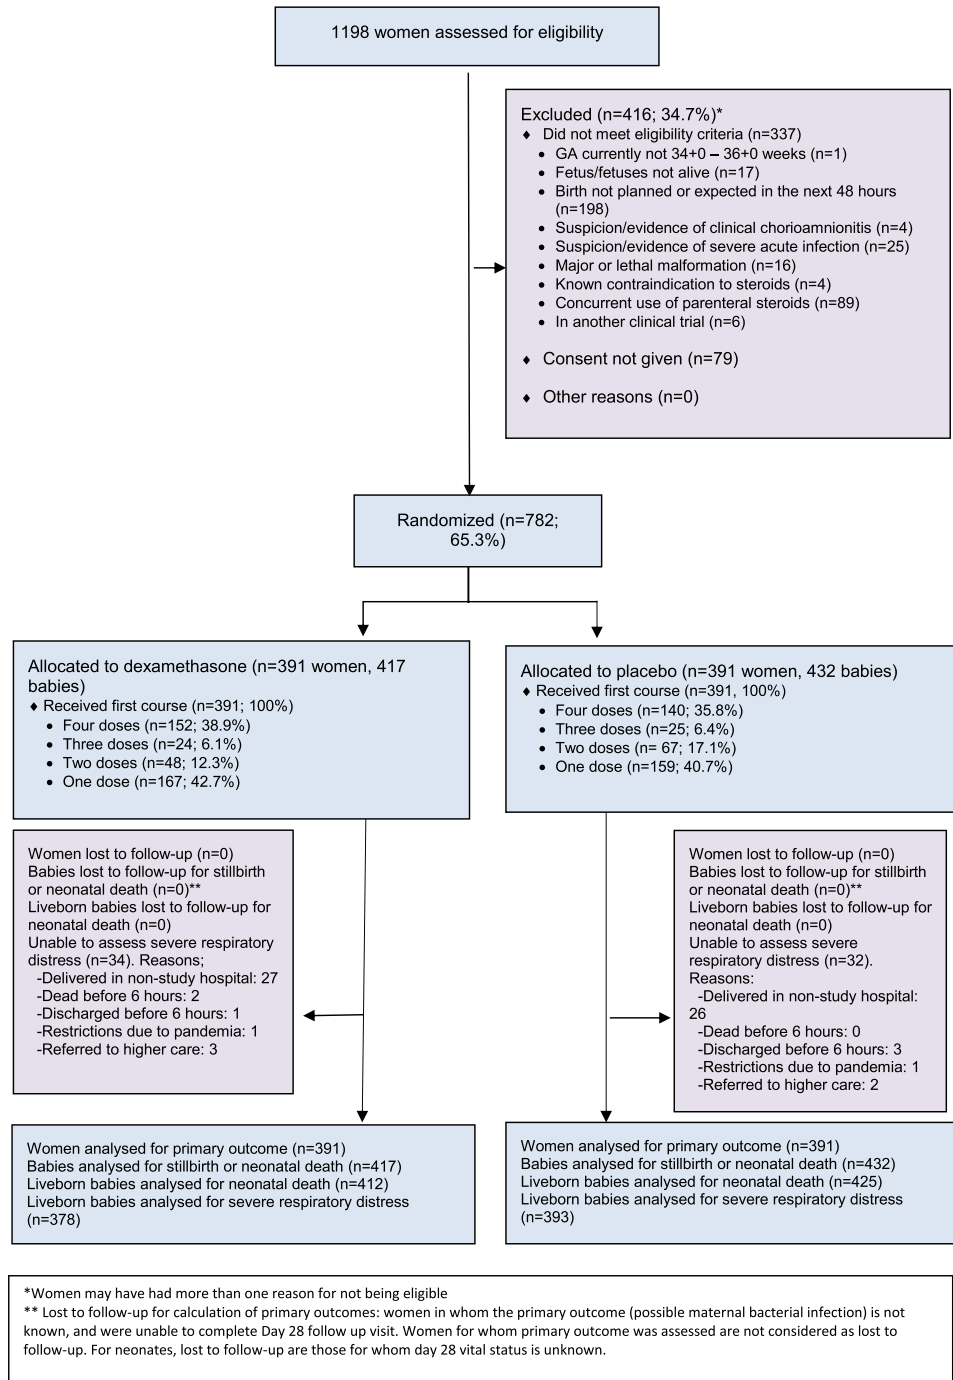 1198 women assessed for eligibility
Excluded (n=416; 34.7%)*
♦ Did not meet eligibility criteria (n=337)
• GA currently not 34+0 – 36+0 weeks (n=1)
• Fetus/fetuses not alive (n=17)
• Birth not planned or expected in the next 48 hours
(n=198)
• Suspicion/evidence of clinical chorioamnionitis (n=4)
• Suspicion/evidence of severe acute infection (n=25)
• Major or lethal malformation (n=16)
• Known contraindication to steroids (n=4)
• Concurrent use of parenteral steroids (n=89)
• In another clinical trial (n=6)
♦ Consent not given (n=79)
♦ Other reasons (n=0)
Randomized (n=782;
65.3%)
Allocated to dexamethasone (n=391 women, 417
babies)
♦ Received first course (n=391; 100%)
• Four doses (n=152; 38.9%)
• Three doses (n=24; 6.1%)
• Two doses (n=48; 12.3%)
• One dose (n=167; 42.7%)
Allocated to placebo (n=391 women, 432 babies)
♦ Received first course (n=391, 100%)
• Four doses (n=140; 35.8%)
• Three doses (n=25; 6.4%)
• Two doses (n= 67; 17.1%)
• One dose (n=159; 40.7%)
Women lost to follow-up (n=0)
Babies lost to follow-up for stillbirth
or neonatal death (n=0)**
Liveborn babies lost to follow-up for
neonatal death (n=0)
Unable to assess severe respiratory
distress (n=34). Reasons;
-Delivered in non-study hospital: 27
-Dead before 6 hours: 2
-Discharged before 6 hours: 1
-Restrictions due to pandemia: 1
-Referred to higher care: 3
Women lost to follow-up (n=0)
Babies lost to follow-up for stillbirth
or neonatal death (n=0)**
Liveborn babies lost to follow-up for
neonatal death (n=0)
Unable to assess severe
respiratory distress (n=32).
Reasons:
-Delivered in non-study hospital:
26
-Dead before 6 hours: 0
-Discharged before 6 hours: 3
-Restrictions due to pandemia: 1
-Referred to higher care: 2
Women analysed for primary outcome (n=391)
Babies analysed for stillbirth or neonatal death (n=417)
Liveborn babies analysed for neonatal death (n=412)
Liveborn babies analysed for severe respiratory distress
(n=378)
Women analysed for primary outcome (n=391)
Babies analysed for stillbirth or neonatal death (n=432)
Liveborn babies analysed for neonatal death (n=425)
Liveborn babies analysed for severe respiratory distress
(n=393)
*Women may have had more than one reason for not being eligible
** Lost to follow-up for calculation of primary outcomes: women in whom the primary outcome (possible maternal bacterial infection) is not
known, and were unable to complete Day 28 follow up visit. Women for whom primary outcome was assessed are not considered as lost to
follow-up. For neonates, lost to follow-up are those for whom day 28 vital status is unknown.